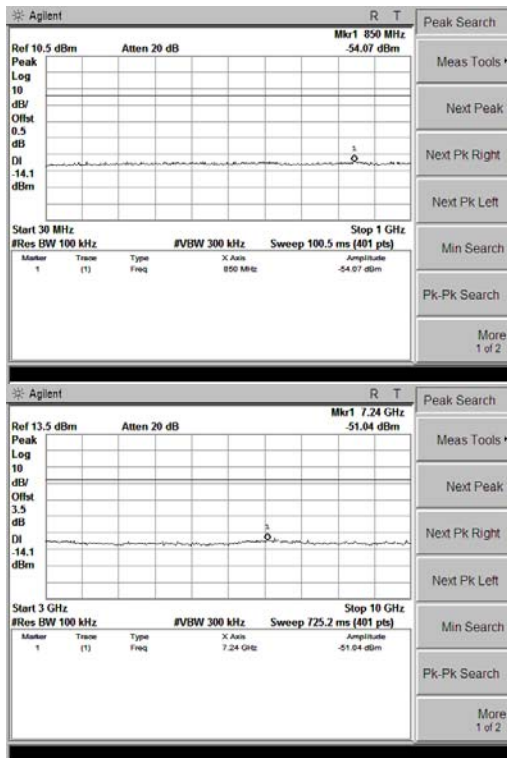 Agilent R T
Mkr1 850 MHz
Ref 10.5 dBm Atten 20 dB -54.07 dBm
Peak
Log
10
dB/
Offst
0.5
dB
DI
-14.1
dBm
1
Start 30 MHz Stop 1 GHz
#Res BW 100 kHz #VBW 300 kHz Sweep 100.5 ms (401 pts)
Marker Trace Type X Axis Amplitude
1 (1) Freq 850 MHz -54.07 dBm
Peak Search
Meas Tools
Next Peak
Next Pk Right
Next Pk Left
Min Search
Pk-Pk Search
More
1 of 2
Agilent R T
Mkr1 7.24 GHz
Ref 13.5 dBm Atten 20 dB -51.04 dBm
Peak
Log
10
dB/
Offst
3.5
dB
DI
-14.1
dBm
1
Start 3 GHz Stop 10 GHz
#Res BW 100 kHz #VBW 300 kHz Sweep 725.2 ms (401 pts)
Marker Trace Type X Axis Amplitude
1 (1) Freq 7.24 GHz -51.04 dBm
Peak Search
Meas Tools
Next Peak
Next Pk Right
Next Pk Left
Min Search
Pk-Pk Search
More
1 of 2